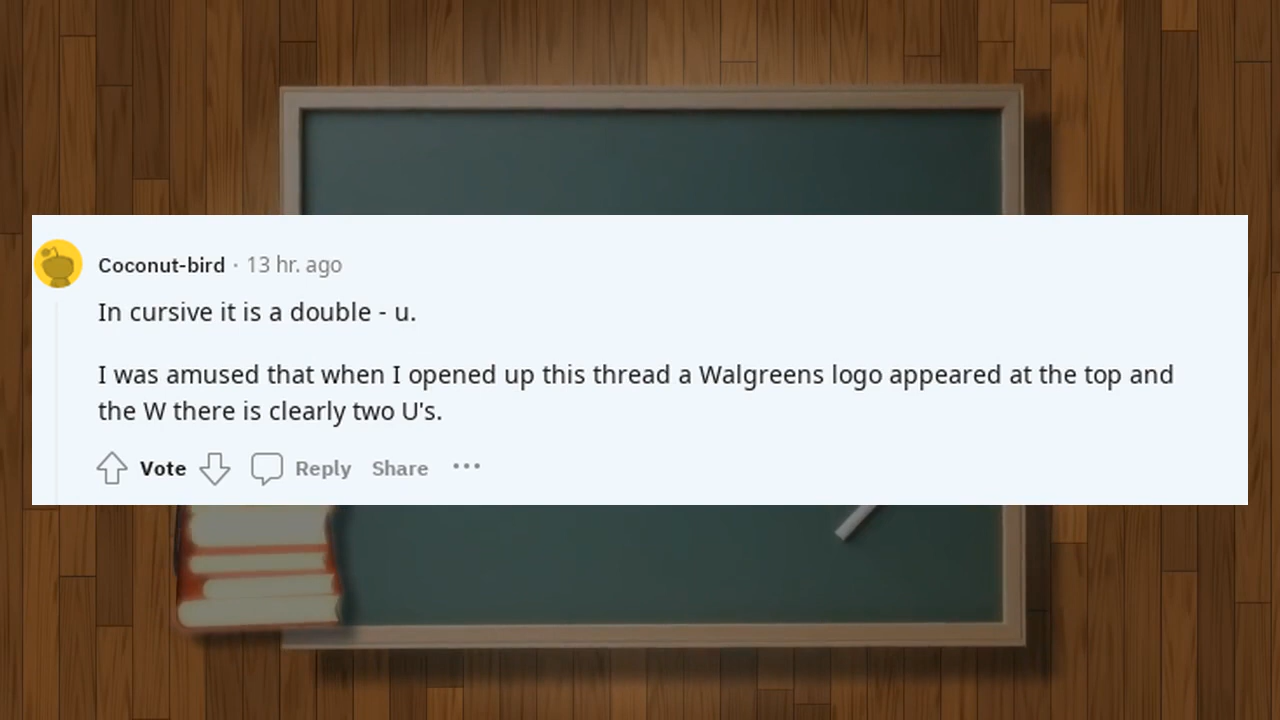 Coconut-bird · 13 hr. ago
In cursive it is a double - u.
I was amused that when I opened up this thread a Walgreens logo appeared at the top and
the W there is clearly two U's.
Vote Reply Share ···